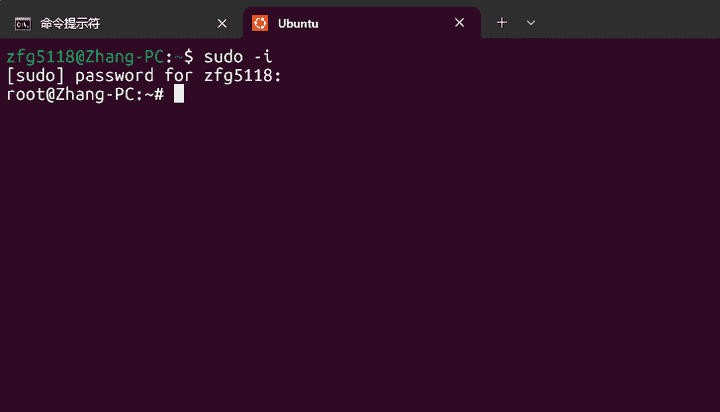 命令提示符
Ubuntu
zfg5118@Zhang-PC:~$ sudo -i
[sudo] password for zfg5118:
root@Zhang-PC:~#